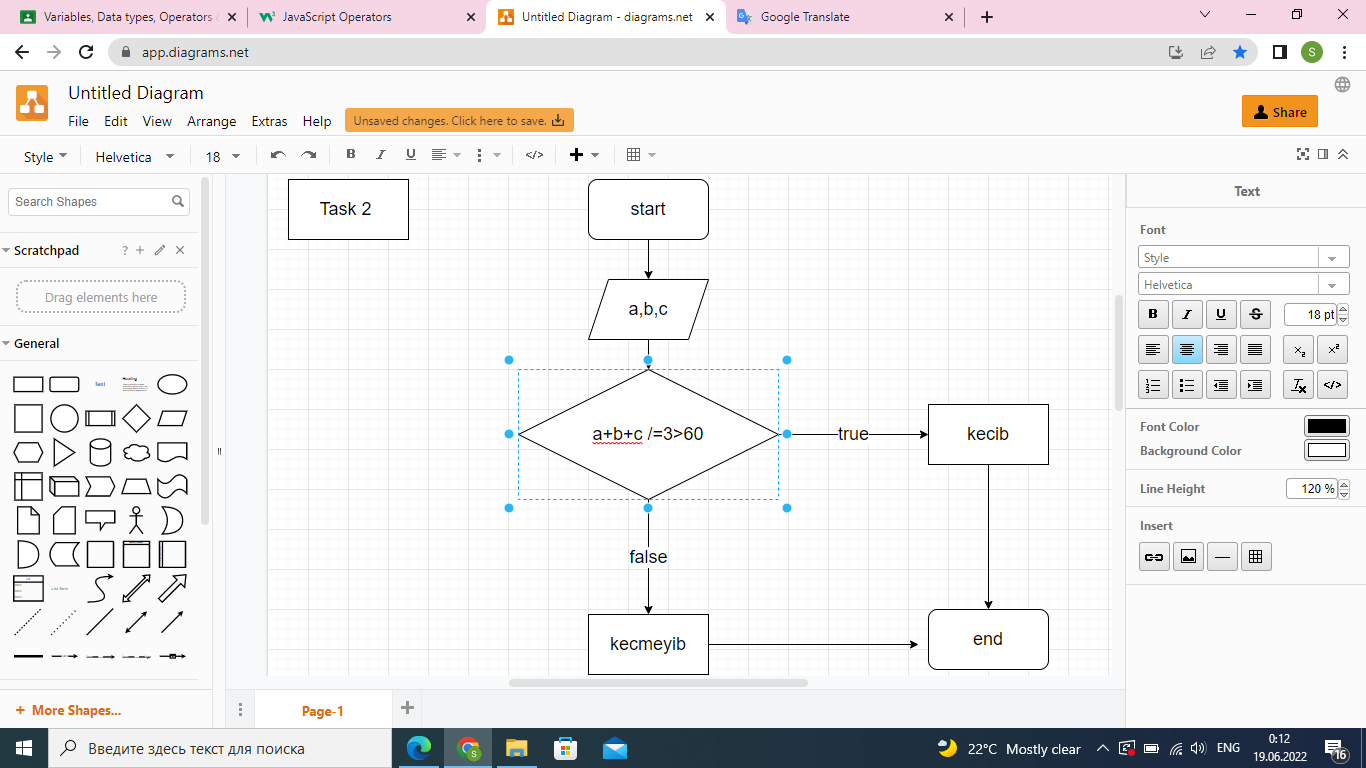 Variables, Data types, Operators
JavaScript Operators
Untitled Diagram - diagrams.net
Google Translate
app.diagrams.net
S
Untitled Diagram
File Edit View Arrange Extras Help
Unsaved changes. Click here to save.
Share
Style
Helvetica
18
B I U
Search Shapes
Scratchpad
?
Drag elements here
General
Text
Heading
More Shapes...
Task 2
start
a,b,c
a+b+c /=3>60
true
kecib
false
kecmeyib
end
Page-1
Text
Font
Style
Helvetica
B I U S
18 pt
Font Color
Background Color
Line Height
120 %
Insert
Введите здесь текст для поиска
S
22°C Mostly clear
ENG
0:12
19.06.2022
16